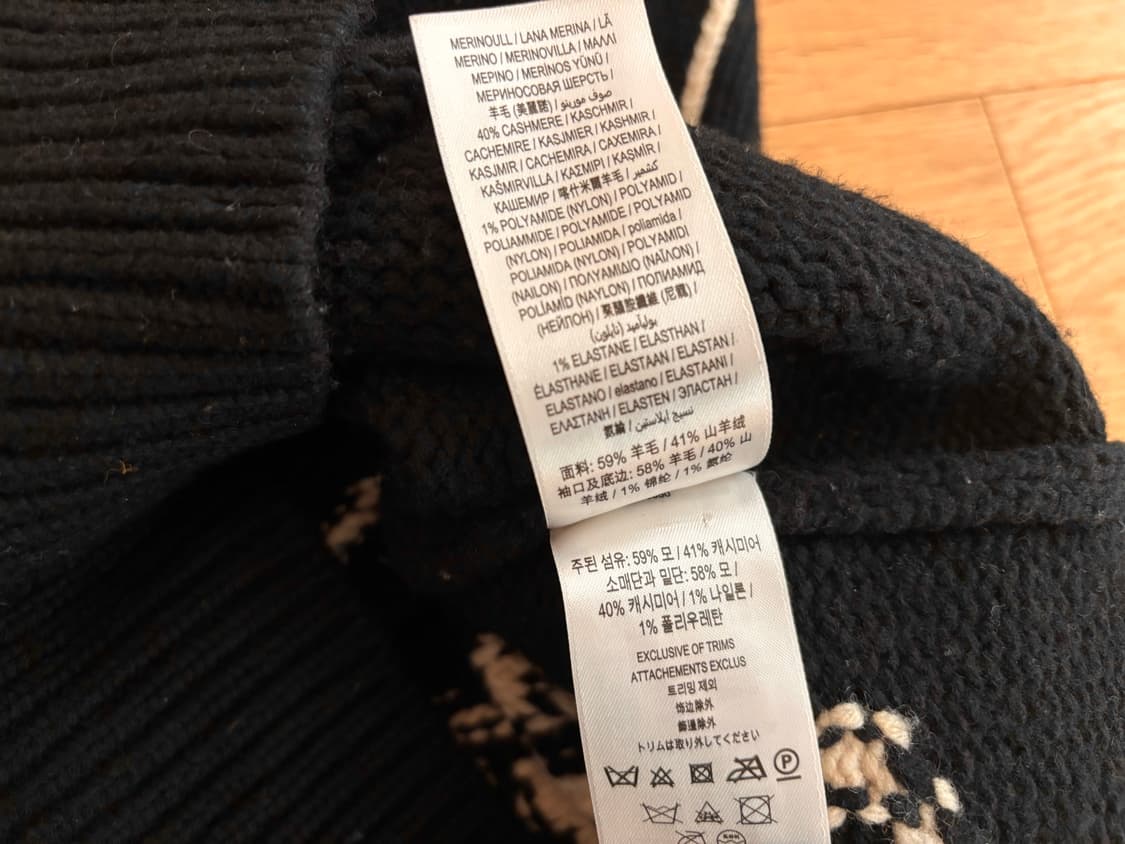 MERINOULL / LANA MERINA / LÃ
MERINO / MERINOVILLA / ΜΑΛΛΙ
ΜΕΡΙΝΟ / MERİNOS YÜNÜ /
МЕРИНОСОВАЯ ШЕРСТЬ /
羊毛 (美麗諾) / صوف مورينو /
40% CASHMERE / KASCHMIR /
CACHEMIRE / KASJMIER / KASHMIR /
KASJMIR / CACHEMIRA / CAXEMIRA /
KAŠMIRVILLA / ΚΑΣΜΙΡΙ / KAŞMİR /
КАШЕМИР / 喀什米爾羊毛 / كشمير /
1% POLYAMIDE (NYLON) / POLYAMID /
POLIAMMIDE / POLYAMIDE / POLYAMID
(NYLON) / POLIAMIDA / poliamida /
POLIAMIDA (NYLON) / POLYAMIDI
(NAILON) / ΠΟΛΥΑΜΙΔΙΟ (ΝΑΪΛΟΝ) /
POLİAMİD (NAYLON) / ПОЛИАМИД
(НЕЙЛОН) / 聚醯胺纖維 (尼龍) /
بوليأميد (نايلون)
1% ELASTANE / ELASTHAN /
ÉLASTHANE / ELASTAAN / ELASTAN /
ELASTANO / elastano / ELASTAANI /
ΕΛΑΣΤΑΝΗ / ELASTEN / ЭЛАСТАН /
氨綸 / نسيج ايلاستين
面料: 59% 羊毛 / 41% 山羊绒
袖口及底边: 58% 羊毛 / 40% 山
羊绒 / 1% 锦纶 / 1% 氨纶
주된 섬유: 59% 모 / 41% 캐시미어
소매단과 밑단: 58% 모 /
40% 캐시미어 / 1% 나일론 /
1% 폴리우레탄
EXCLUSIVE OF TRIMS
ATTACHEMENTS EXCLUS
트리밍 제외
饰边除外
飾邊除外
トリムは取り外してください
P